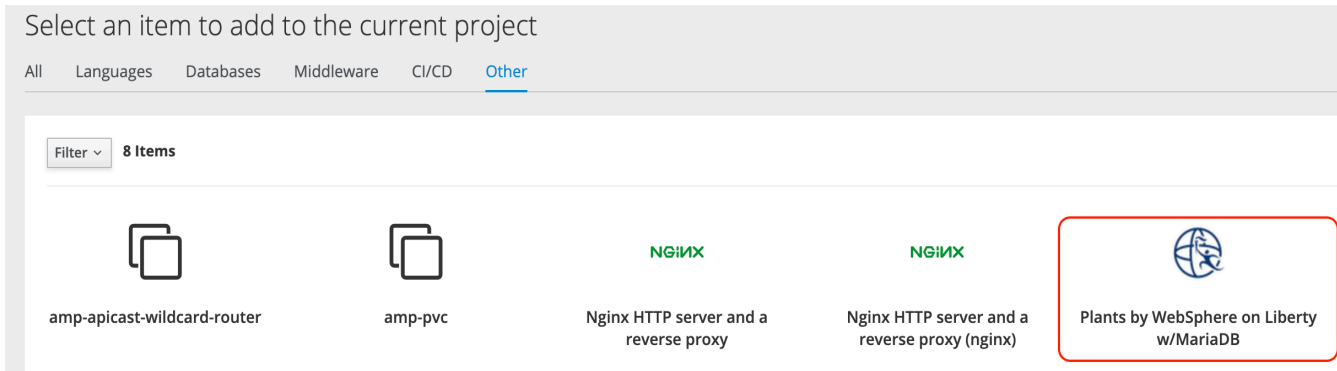 Select an item to add to the current project
All Languages Databases Middleware CI/CD Other
Filter 8 Items
NGINX NGINX
amp-apicast-wildcard-router amp-pvc Nginx HTTP server and a Nginx HTTP server and a Plants by WebSphere on Liberty
reverse proxy reverse proxy (nginx) w/MariaDB